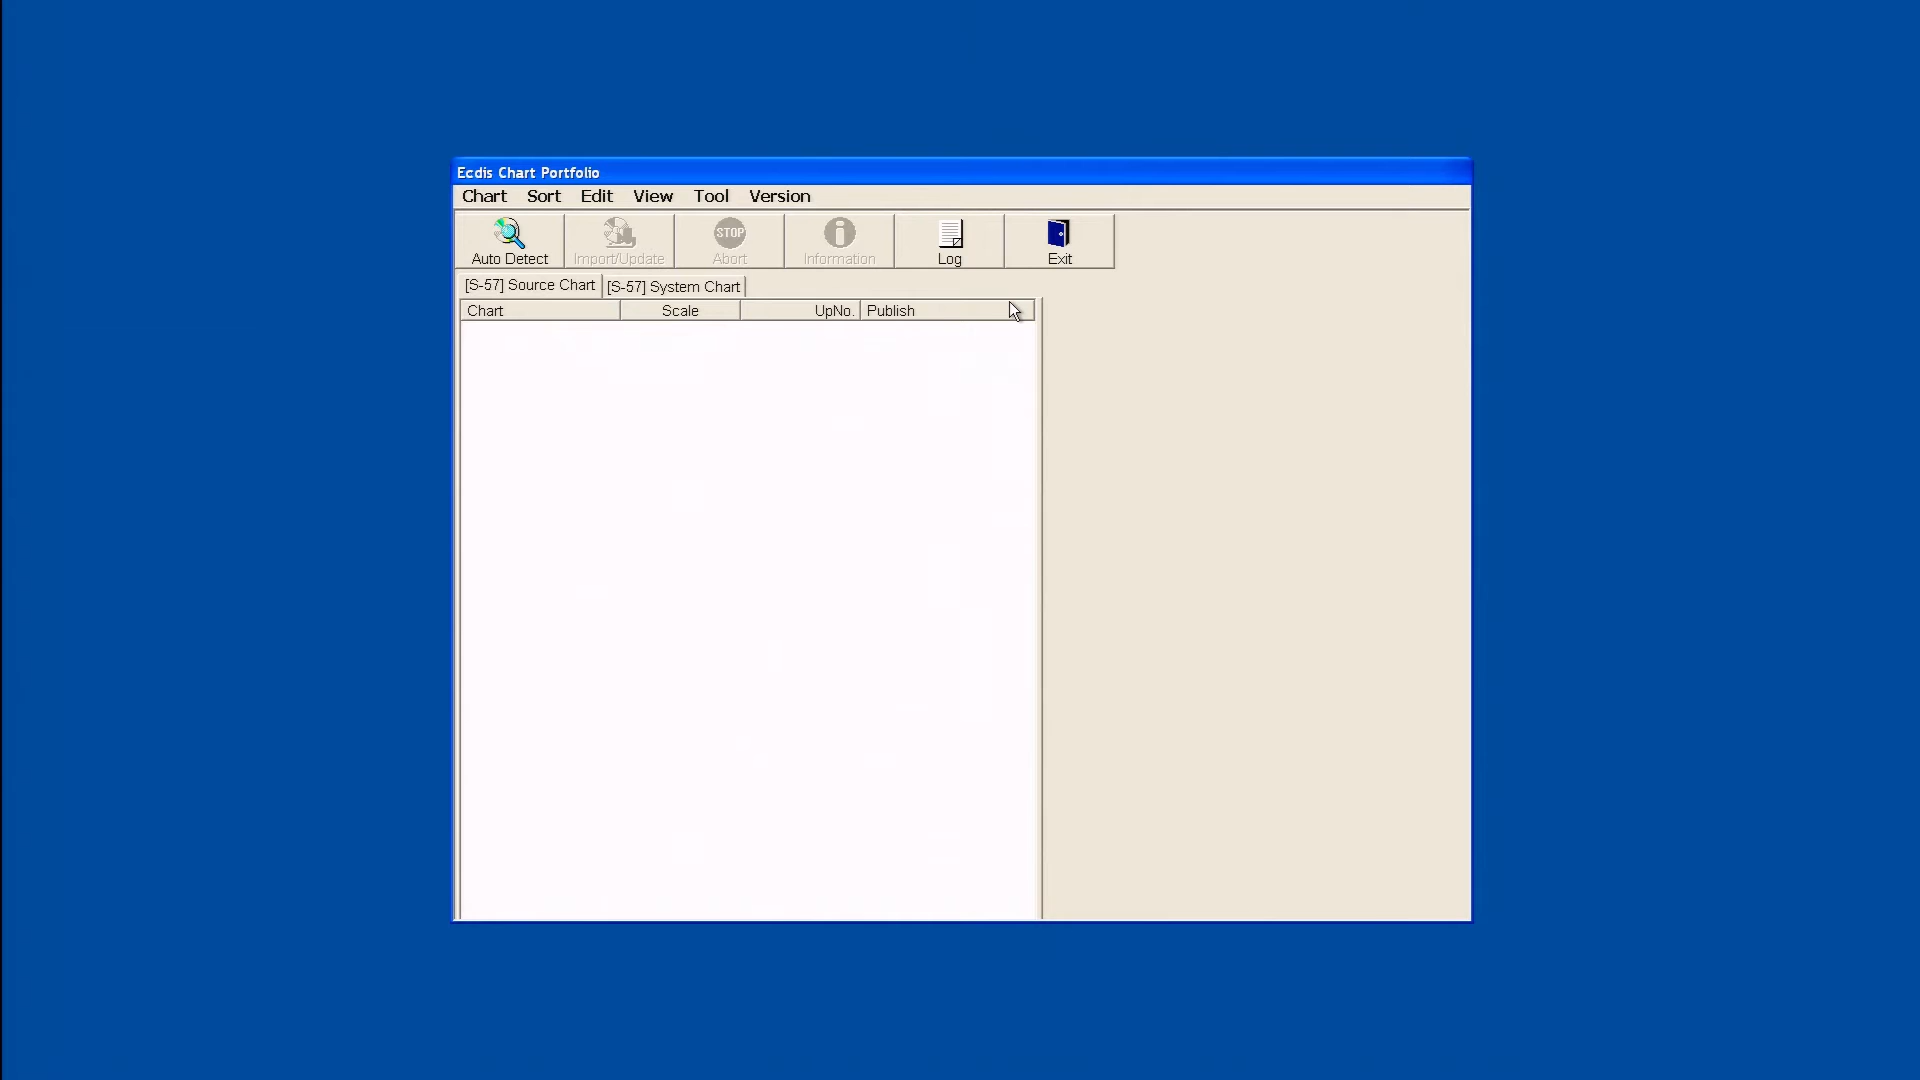 Ecdis Chart Portfolio
Chart Sort Edit View Tool Version
STOP
Auto Detect Import/Update Abort Information Log Exit
[S-57] Source Chart [S-57] System Chart
Chart Scale UpNo. Publish